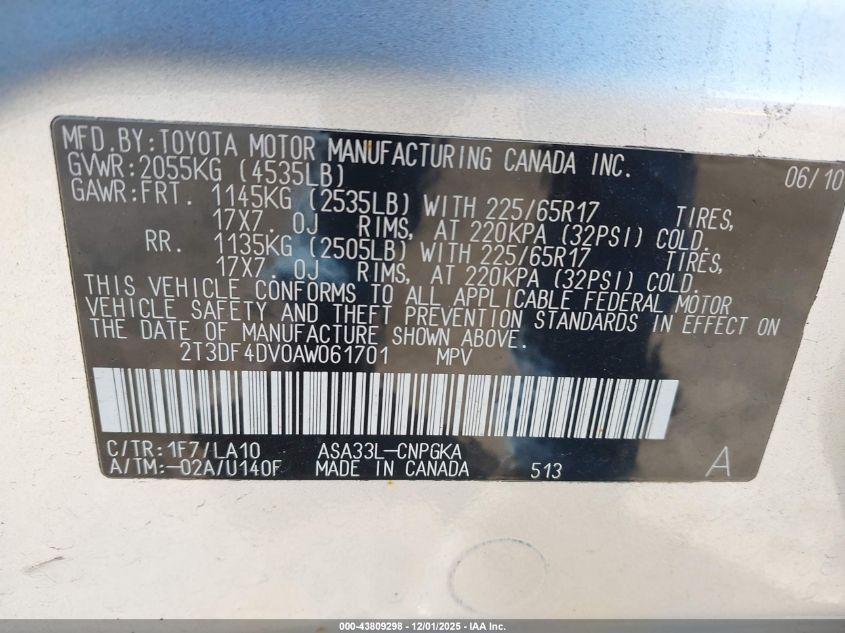 MFD.BY:TOYOTA MOTOR MANUFACTURING CANADA INC.
GVWR:2055KG (4535LB) 06/10
GAWR:FRT. 1145KG (2535LB) WITH 225/65R17 TIRES,
17X7. 0J RIMS, AT 220KPA (32PSI) COLD.
RR. 1135KG (2505LB) WITH 225/65R17 TIRES,
17X7. 0J RIMS, AT 220KPA (32PSI) COLD.
THIS VEHICLE CONFORMS TO ALL APPLICABLE FEDERAL MOTOR
VEHICLE SAFETY AND THEFT PREVENTION STANDARDS IN EFFECT ON
THE DATE OF MANUFACTURE SHOWN ABOVE.
2T3DF4DV0AW061701 MPV
C/TR:1F7/LA10 ASA33L-CNPGKA
A/TM:-02A/U140F MADE IN CANADA 513 A
000-43809298 - 12/01/2025 - IAA Inc.